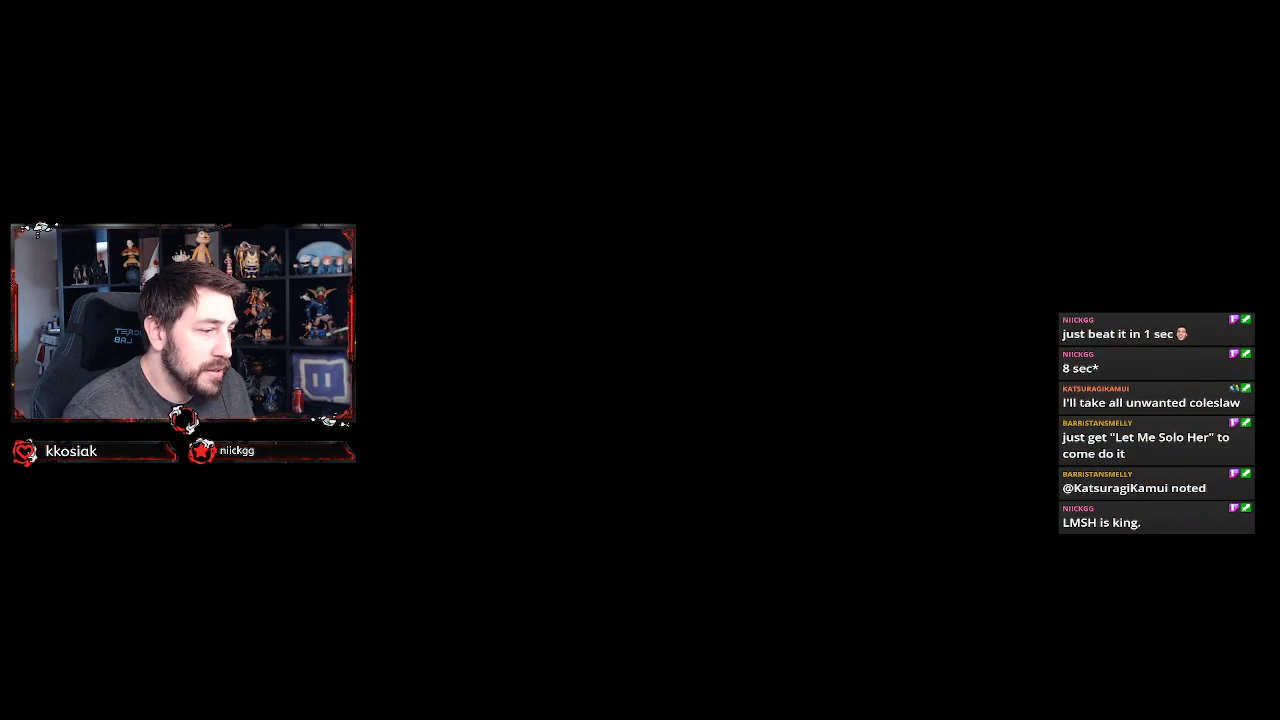 kkosiak
niickgg
NIICKGG
just beat it in 1 sec
NIICKGG
8 sec*
KATSURAGIKAMUI
I'll take all unwanted coleslaw
BARRISTANSMELLY
just get "Let Me Solo Her" to
come do it
BARRISTANSMELLY
@KatsuragiKamui noted
NIICKGG
LMSH is king.